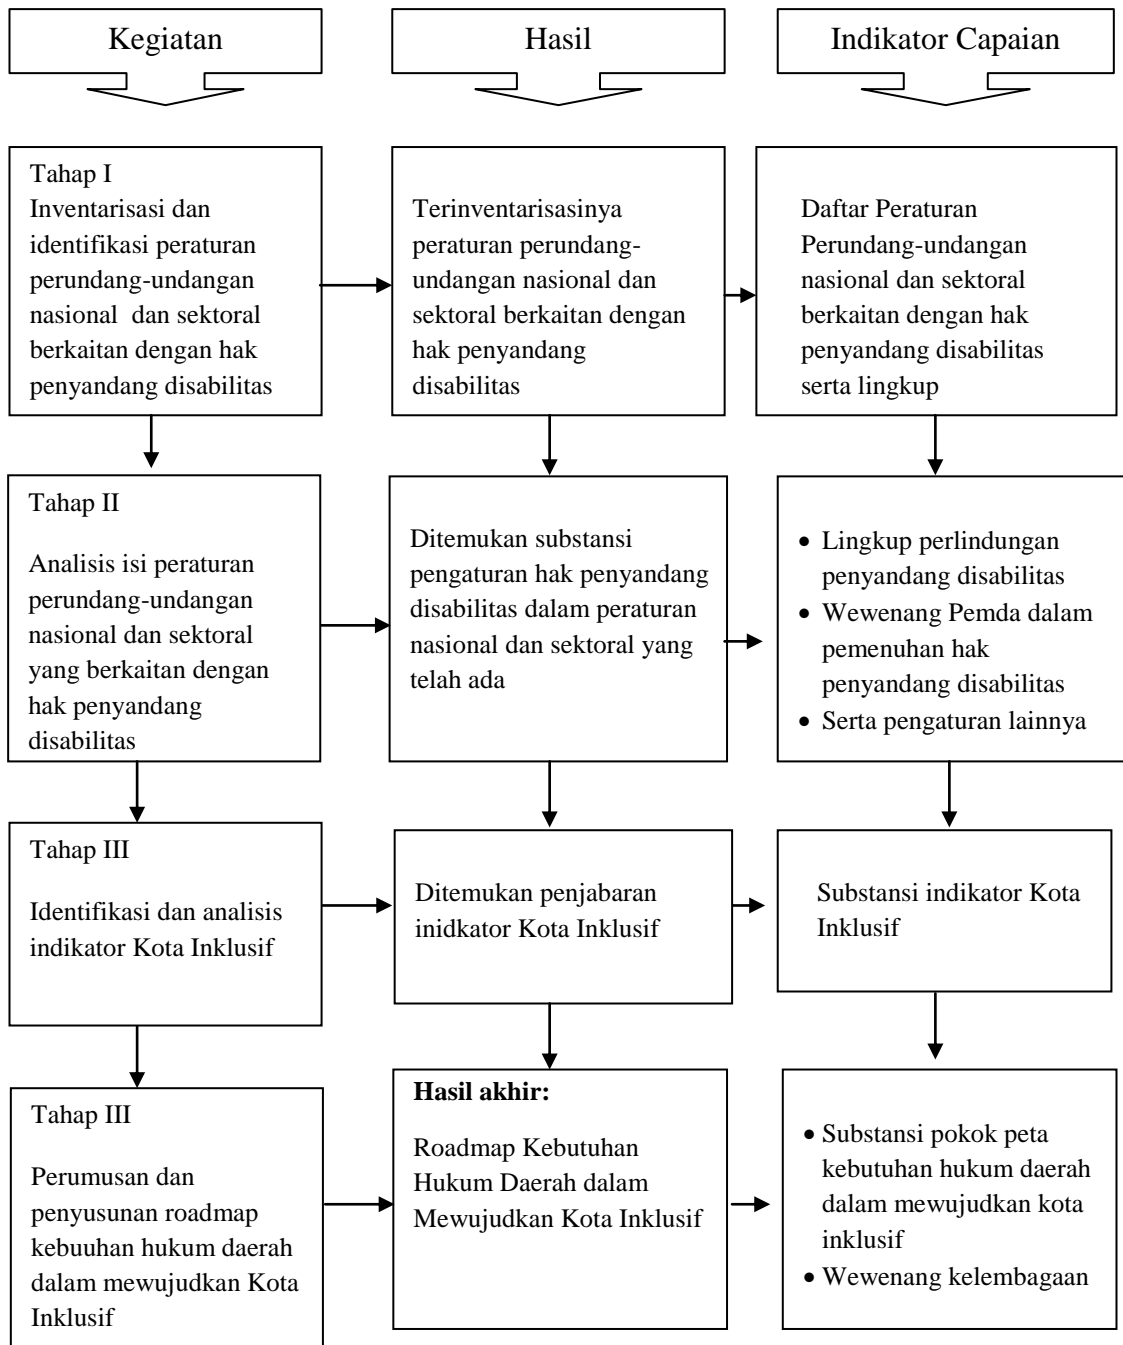 Kegiatan
Hasil
Indikator Capaian
Tahap I
Inventarisasi dan
identifikasi peraturan
perundang-undangan
nasional dan sektoral
berkaitan dengan hak
penyandang disabilitas
Terinventarisasinya
peraturan perundang-
undangan nasional dan
sektoral berkaitan dengan
hak penyandang
disabilitas
Daftar Peraturan
Perundang-undangan
nasional dan sektoral
berkaitan dengan hak
penyandang disabilitas
serta lingkup
Tahap II
Analisis isi peraturan
perundang-undangan
nasional dan sektoral
yang berkaitan dengan
hak penyandang
disabilitas
Ditemukan substansi
pengaturan hak penyandang
disabilitas dalam peraturan
nasional dan sektoral yang
telah ada
• Lingkup perlindungan
penyandang disabilitas
• Wewenang Pemda dalam
pemenuhan hak
penyandang disabilitas
• Serta pengaturan lainnya
Tahap III
Identifikasi dan analisis
indikator Kota Inklusif
Ditemukan penjabaran
inidkator Kota Inklusif
Substansi indikator Kota
Inklusif
Tahap III
Perumusan dan
penyusunan roadmap
kebuuhan hukum daerah
dalam mewujudkan Kota
Inklusif
Hasil akhir:
Roadmap Kebutuhan
Hukum Daerah dalam
Mewujudkan Kota Inklusif
• Substansi pokok peta
kebutuhan hukum daerah
dalam mewujudkan kota
inklusif
• Wewenang kelembagaan